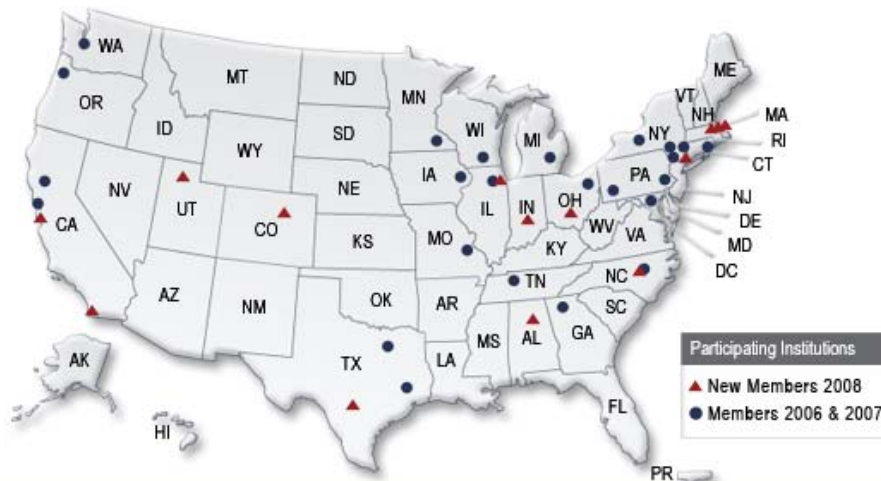 WA
MT
ND
MN
ME
VT
NH
MA
OR
ID
SD
WI
MI
NY
RI
WY
CT
IA
PA
NV
NE
NJ
UT
IL
IN
OH
DE
CO
WV
MD
CA
KS
MO
KY
VA
DC
AZ
NM
OK
AR
TN
NC
SC
MS
AL
GA
TX
LA
AK
FL
HI
PR
Participating Institutions
New Members 2008
Members 2006 & 2007